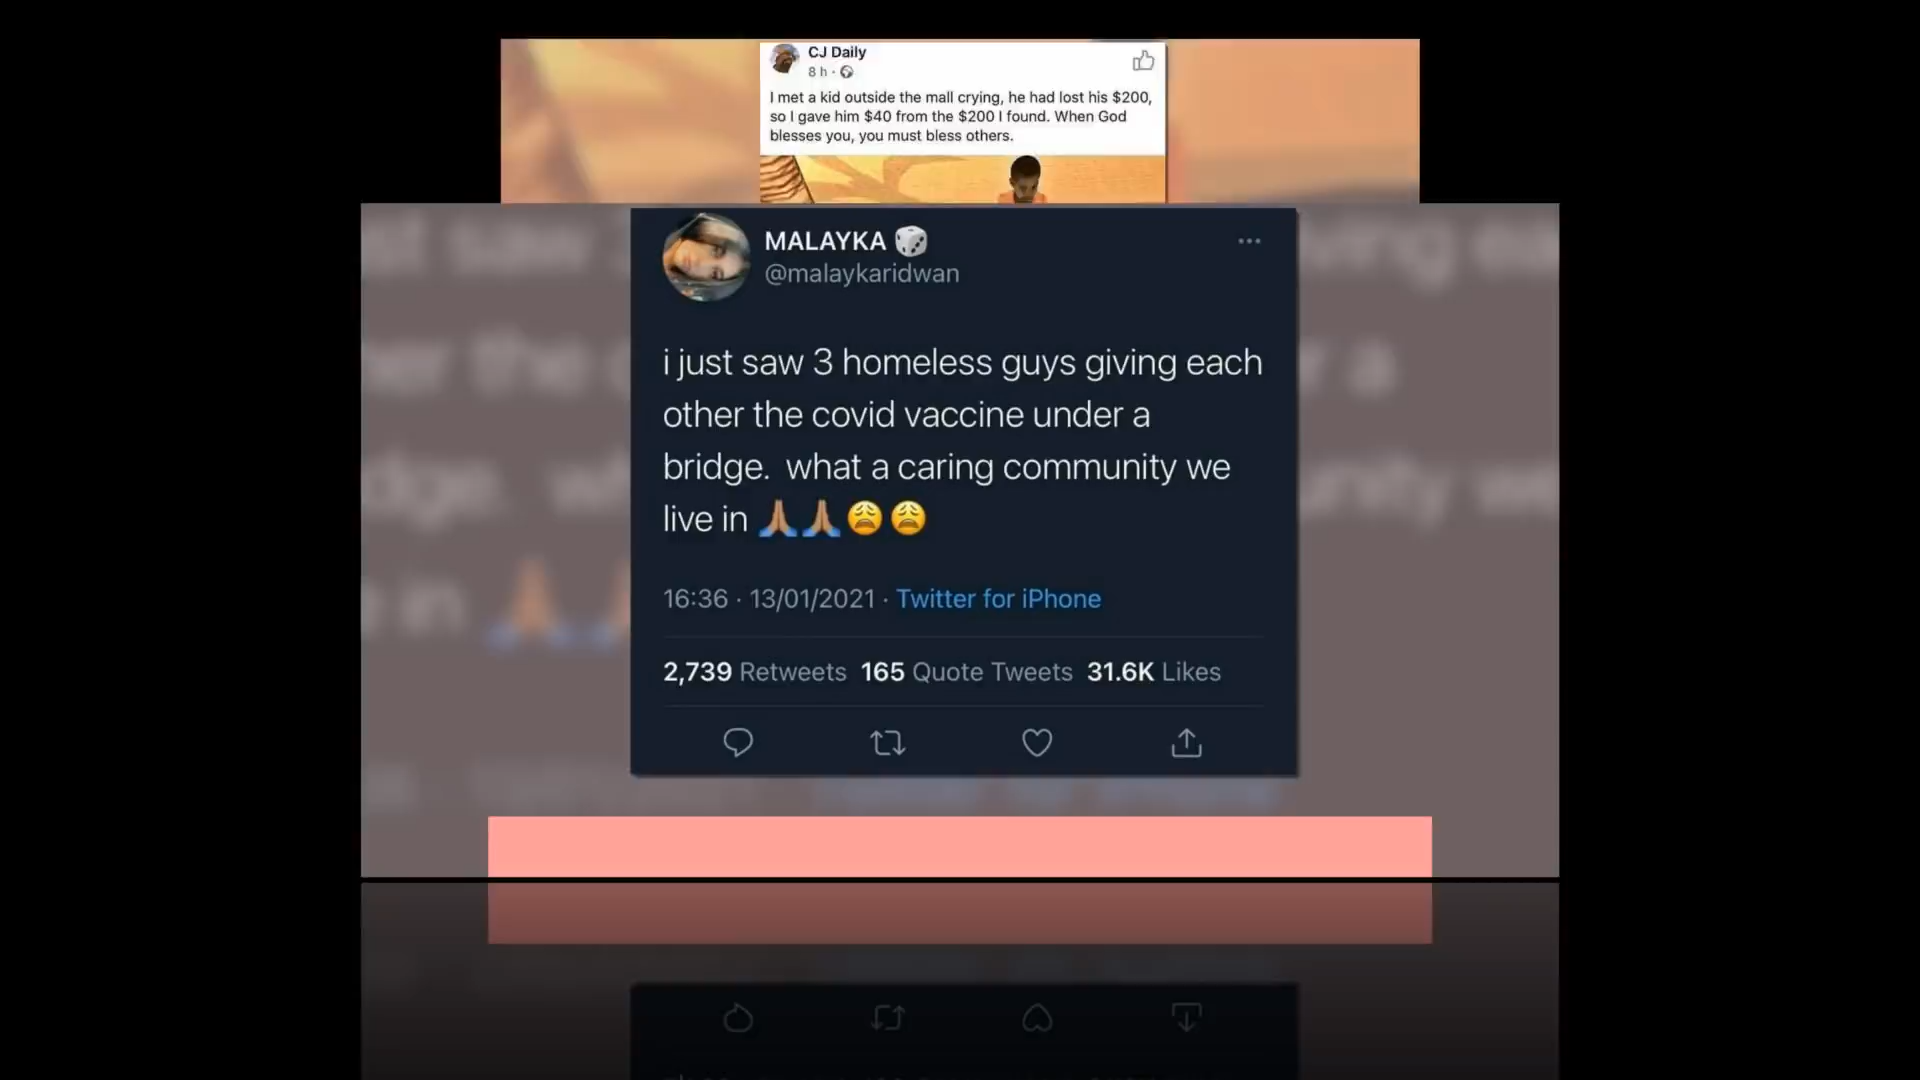 CJ Daily
8 h ·
I met a kid outside the mall crying, he had lost his $200,
so I gave him $40 from the $200 I found. When God
blesses you, you must bless others.
MALAYKA 🎲
@malaykaridwan
i just saw 3 homeless guys giving each
other the covid vaccine under a
bridge. what a caring community we
live in 🙏🏽🙏🏽😩😩
16:36 · 13/01/2021 · Twitter for iPhone
2,739 Retweets 165 Quote Tweets 31.6K Likes